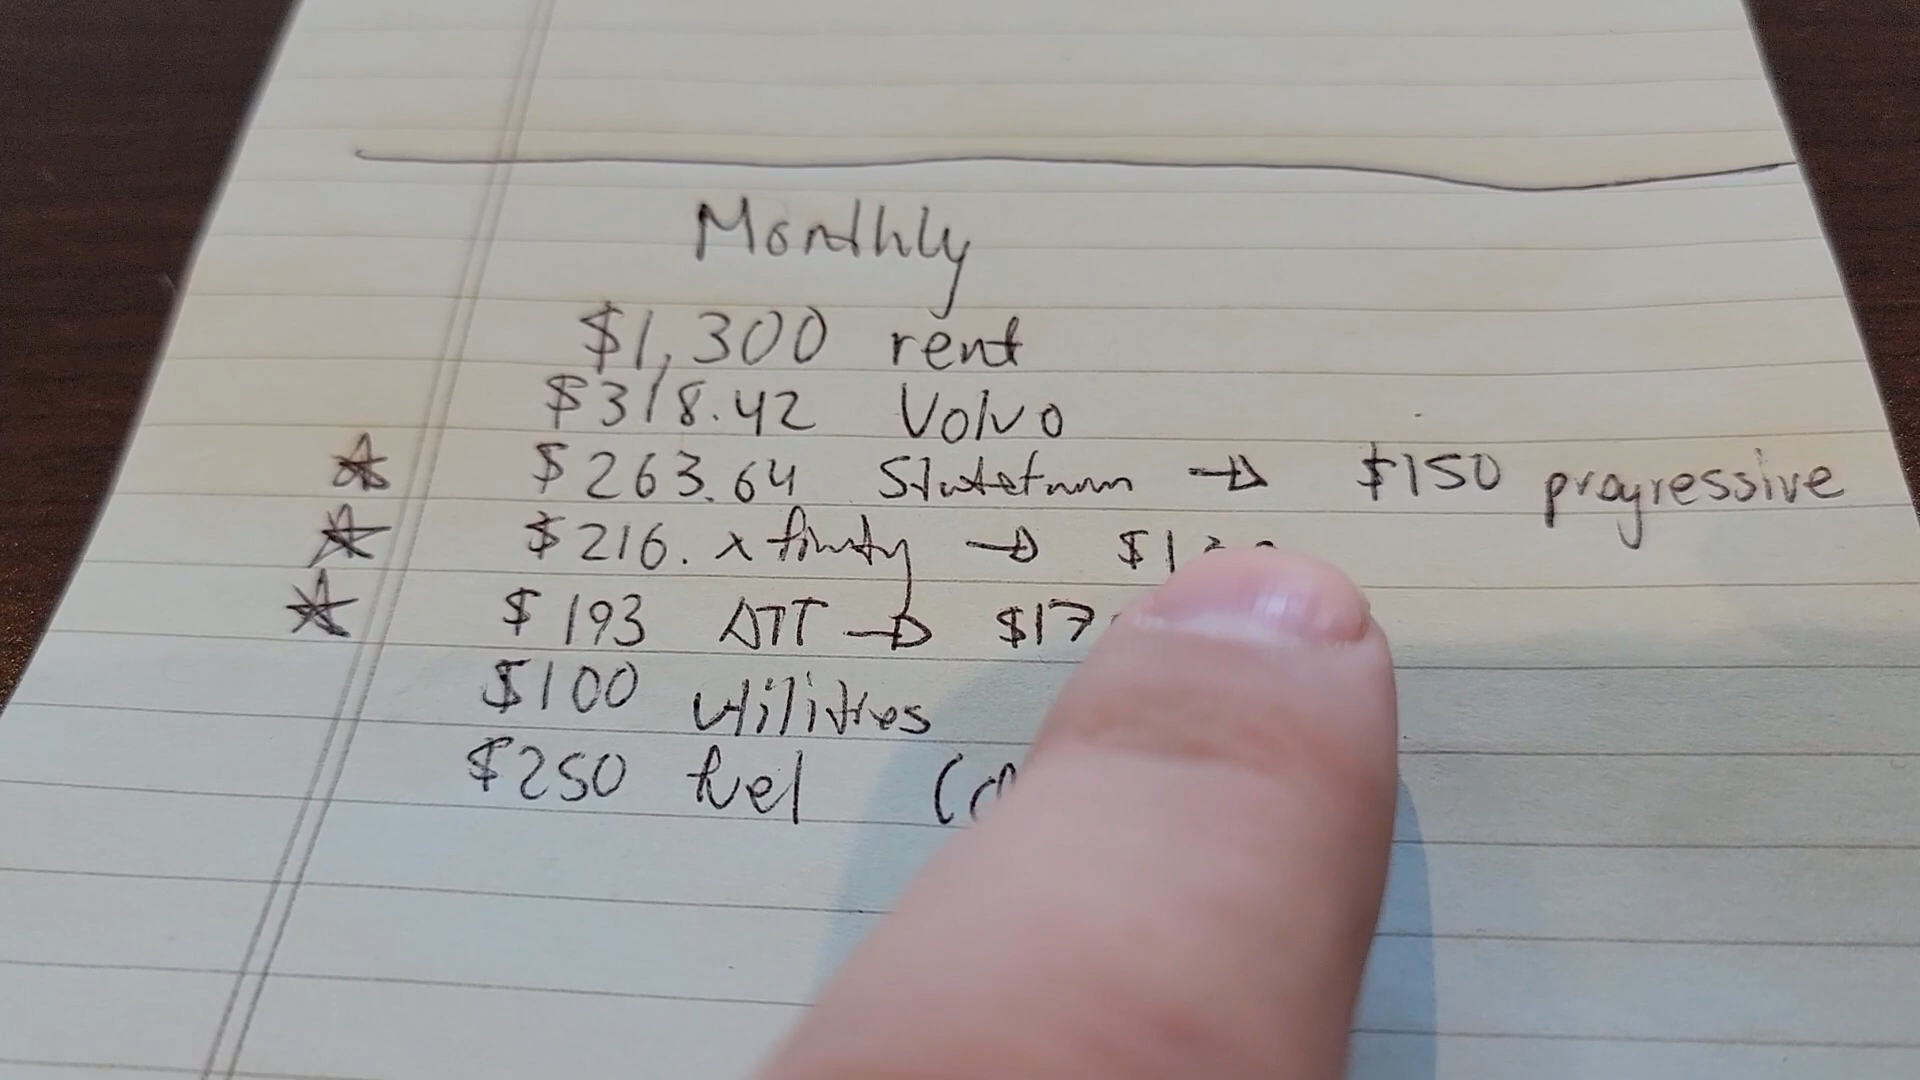 Monthly
$1,300 rent
$318.42 Volvo
$263.64 Statefarm → $150 progressive
$216. xfinity →
$193 ATT →
$100 utilities
$250 fuel